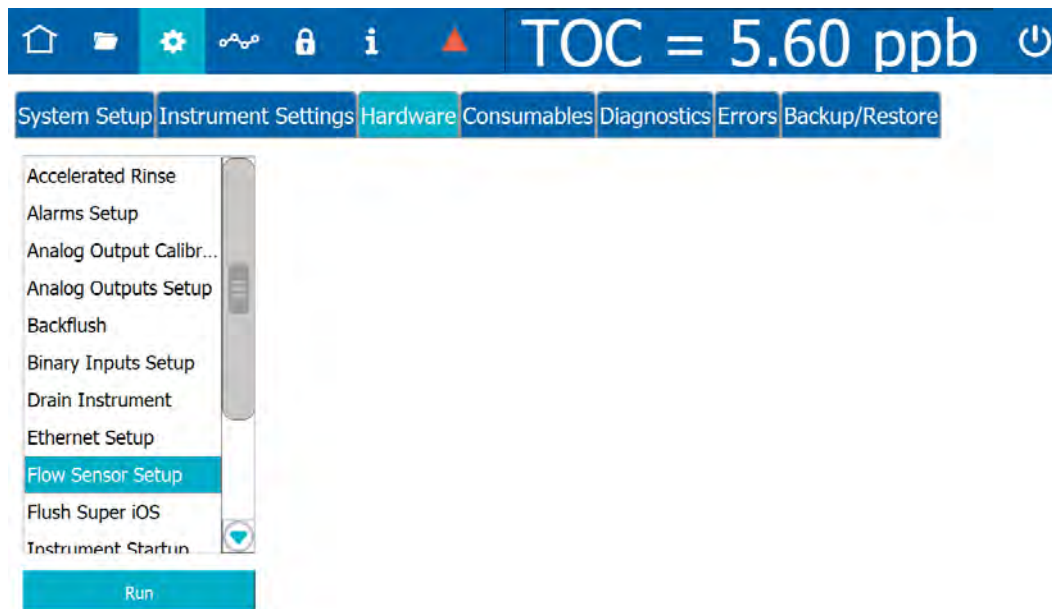 TOC = 5.60 ppb
System Setup Instrument Settings Hardware Consumables Diagnostics Errors Backup/Restore
Accelerated Rinse
Alarms Setup
Analog Output Calibr...
Analog Outputs Setup
Backflush
Binary Inputs Setup
Drain Instrument
Ethernet Setup
Flow Sensor Setup
Flush Super iOS
Instrument Startup
Run